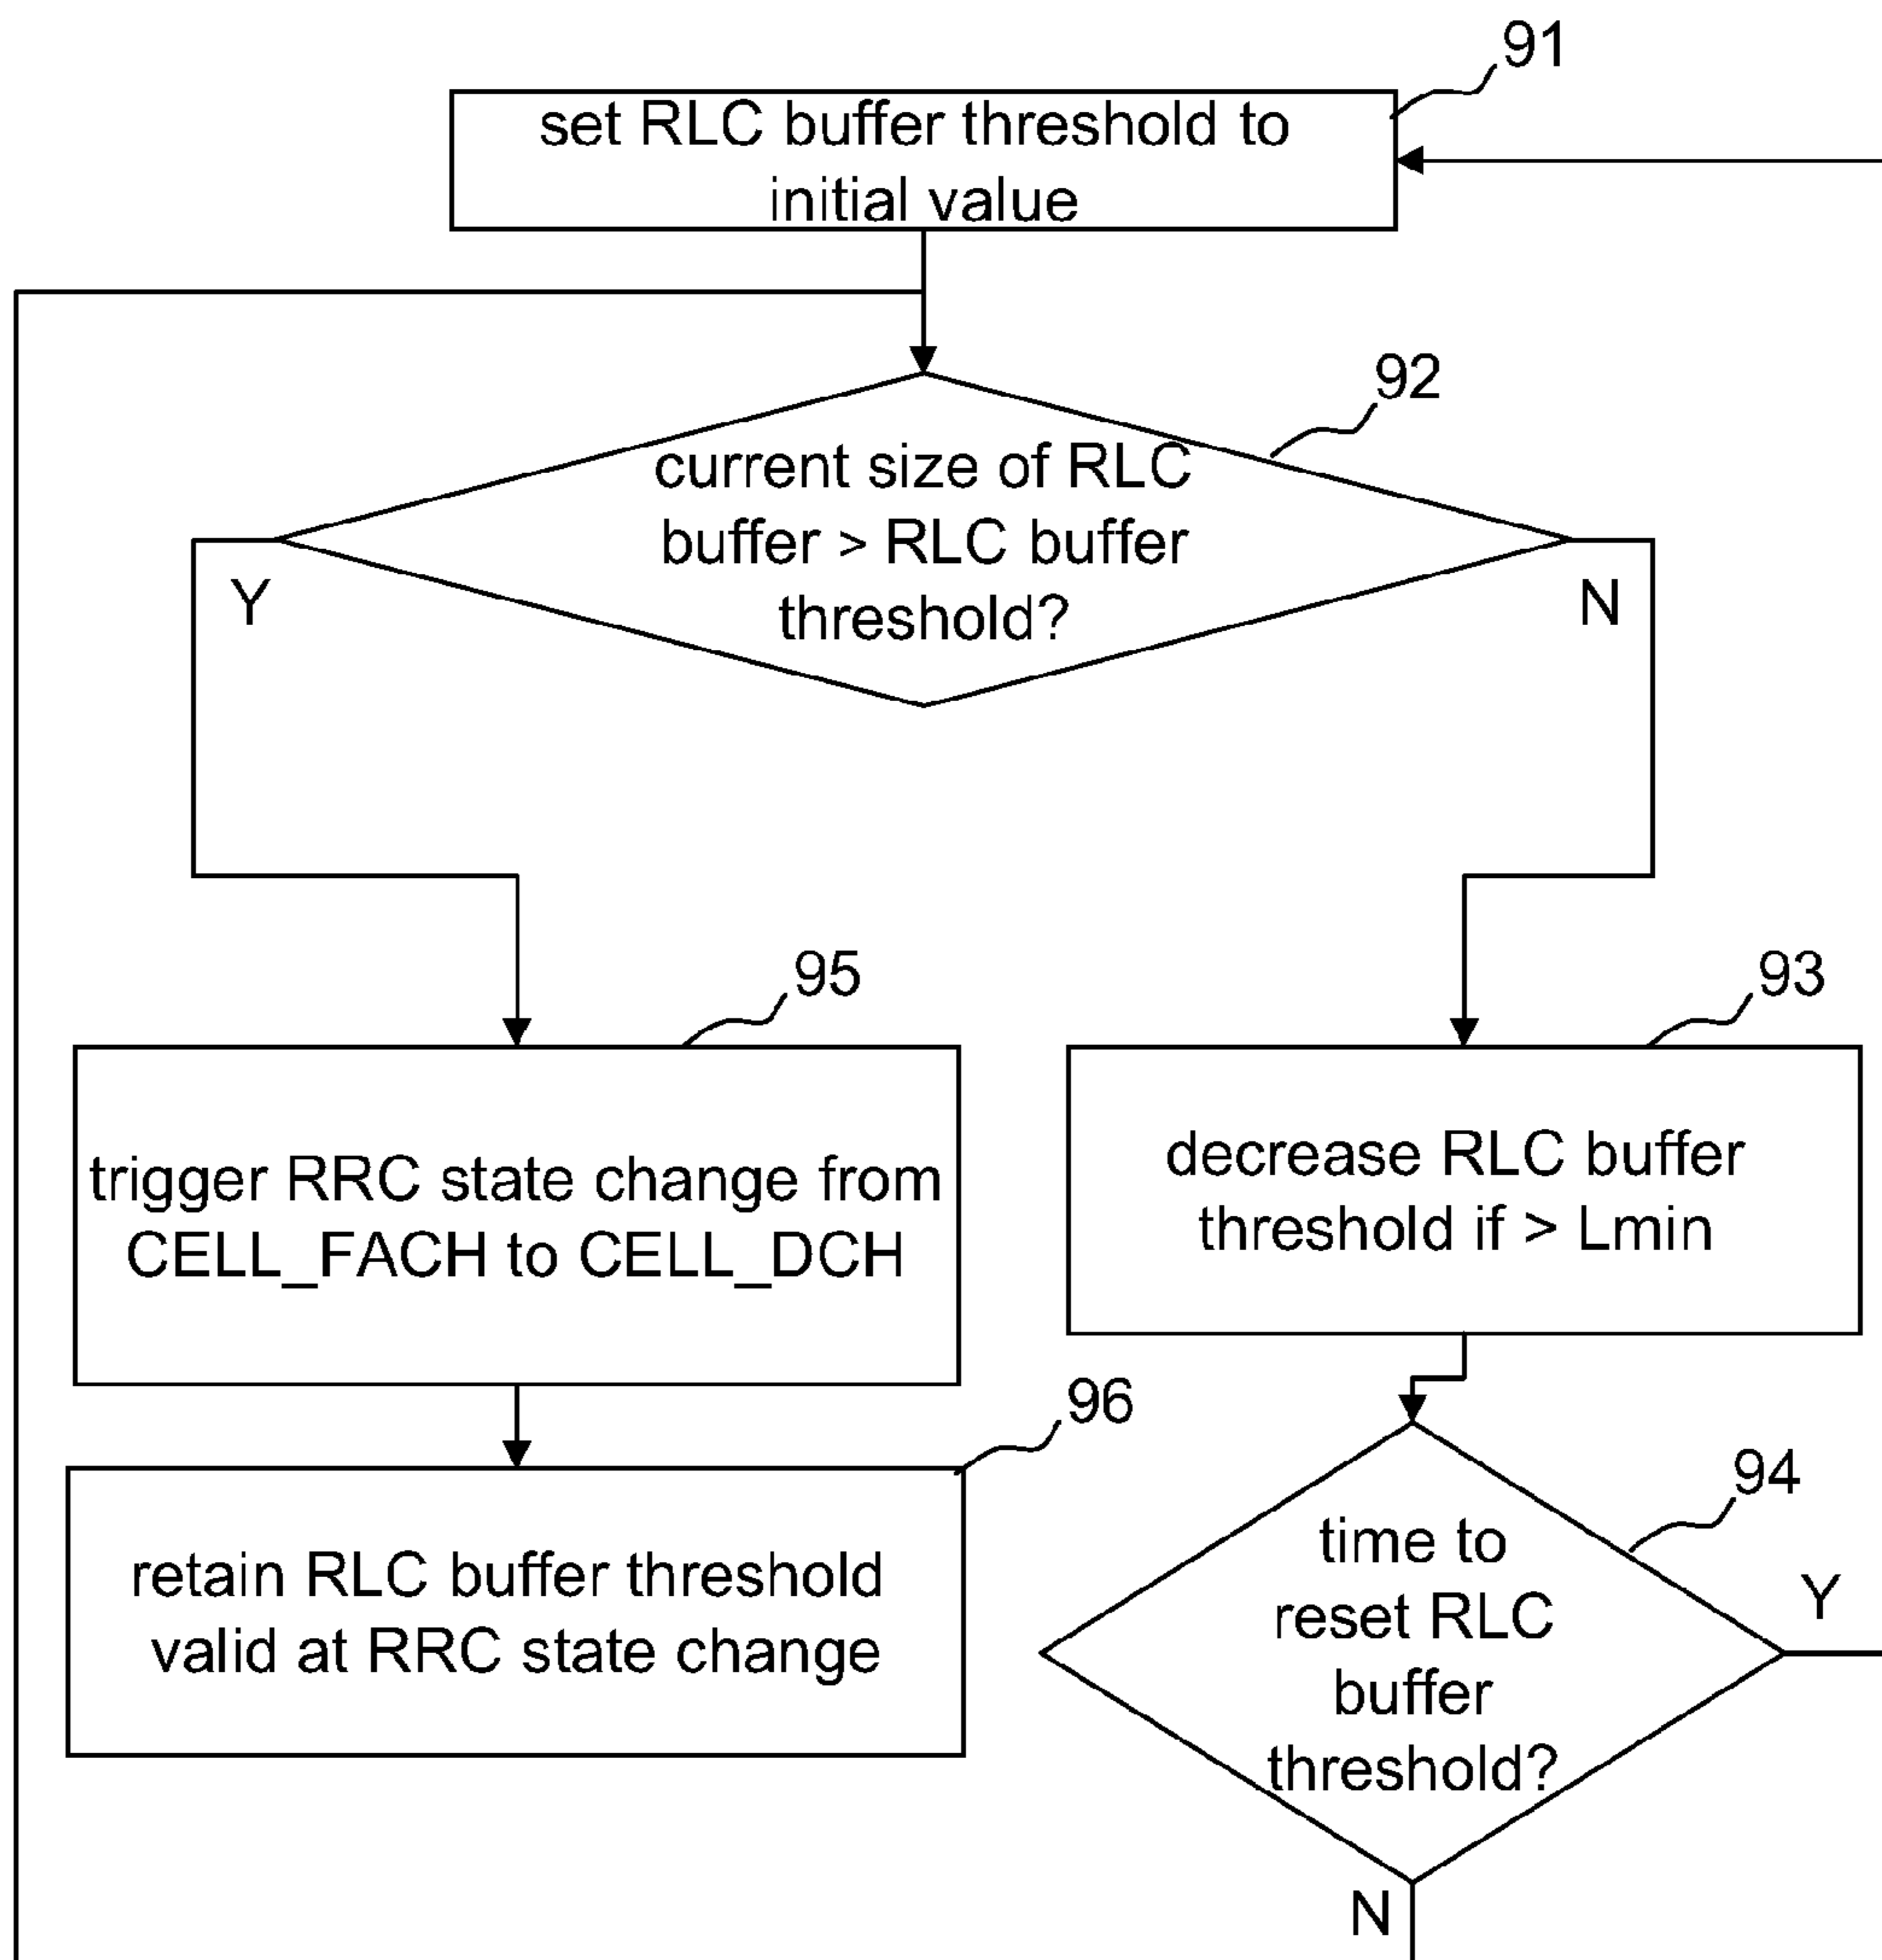 91
set RLC buffer threshold to
initial value
92
current size of RLC
buffer > RLC buffer
threshold?
Y
N
95
93
trigger RRC state change from
CELL_FACH to CELL_DCH
decrease RLC buffer
threshold if > Lmin
96
94
retain RLC buffer threshold
valid at RRC state change
time to
reset RLC
buffer
threshold?
Y
N